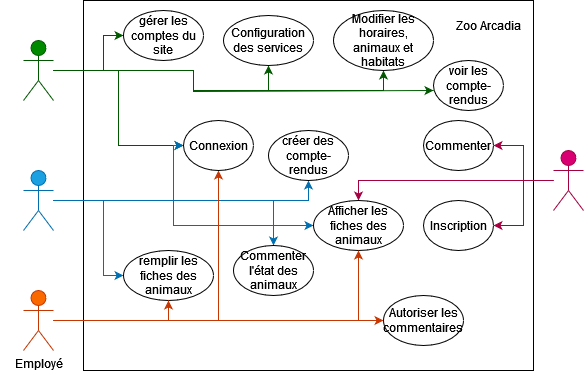 Zoo Arcadia
gérer les
comptes du
site
Configuration
des services
Modifier les
horaires,
animaux et
habitats
voir les
compte-
rendus
Connexion
créer des
compte-
rendus
Commenter
Afficher les
fiches des
animaux
Inscription
remplir les
fiches des
animaux
Commenter
l'état des
animaux
Autoriser les
commentaires
Employé